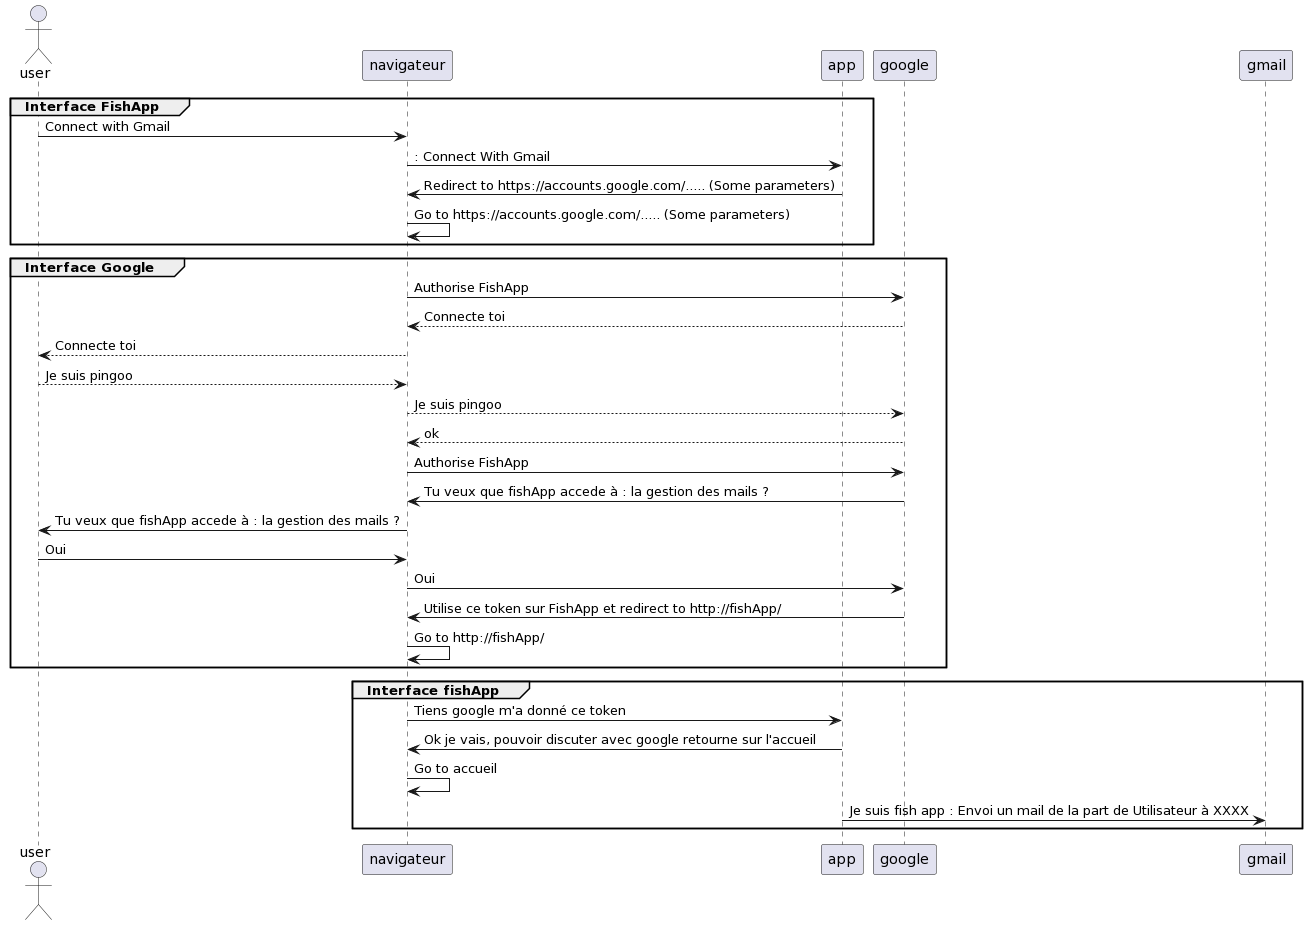 user
navigateur
app
google
gmail
Interface FishApp
Connect with Gmail
: Connect With Gmail
Redirect to https://accounts.google.com/..... (Some parameters)
Go to https://accounts.google.com/..... (Some parameters)
Interface Google
Authorise FishApp
Connecte toi
Connecte toi
Je suis pingoo
Je suis pingoo
ok
Authorise FishApp
Tu veux que fishApp accede à : la gestion des mails ?
Tu veux que fishApp accede à : la gestion des mails ?
Oui
Oui
Utilise ce token sur FishApp et redirect to http://fishApp/
Go to http://fishApp/
Interface fishApp
Tiens google m'a donné ce token
Ok je vais, pouvoir discuter avec google retourne sur l'accueil
Go to accueil
Je suis fish app : Envoi un mail de la part de Utilisateur à XXXX
user
navigateur
app
google
gmail